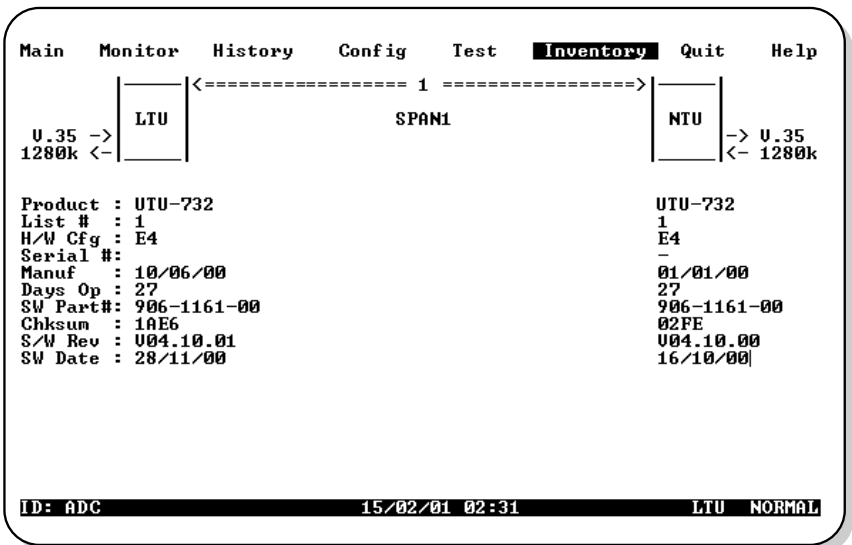 Main Monitor History Config Test Inventory Quit Help
<================== 1 =================>
LTU SPAN1 NTU
V.35 -> -> V.35
1280k <- <- 1280k
Product : UTU-732 UTU-732
List # : 1 1
H/W Cfg : E4 E4
Serial #: -
Manuf : 10/06/00 01/01/00
Days Op : 27 27
SW Part#: 906-1161-00 906-1161-00
Chksum : 1AE6 02FE
S/W Rev : V04.10.01 V04.10.00
SW Date : 28/11/00 16/10/00
ID: ADC 15/02/01 02:31 LTU NORMAL